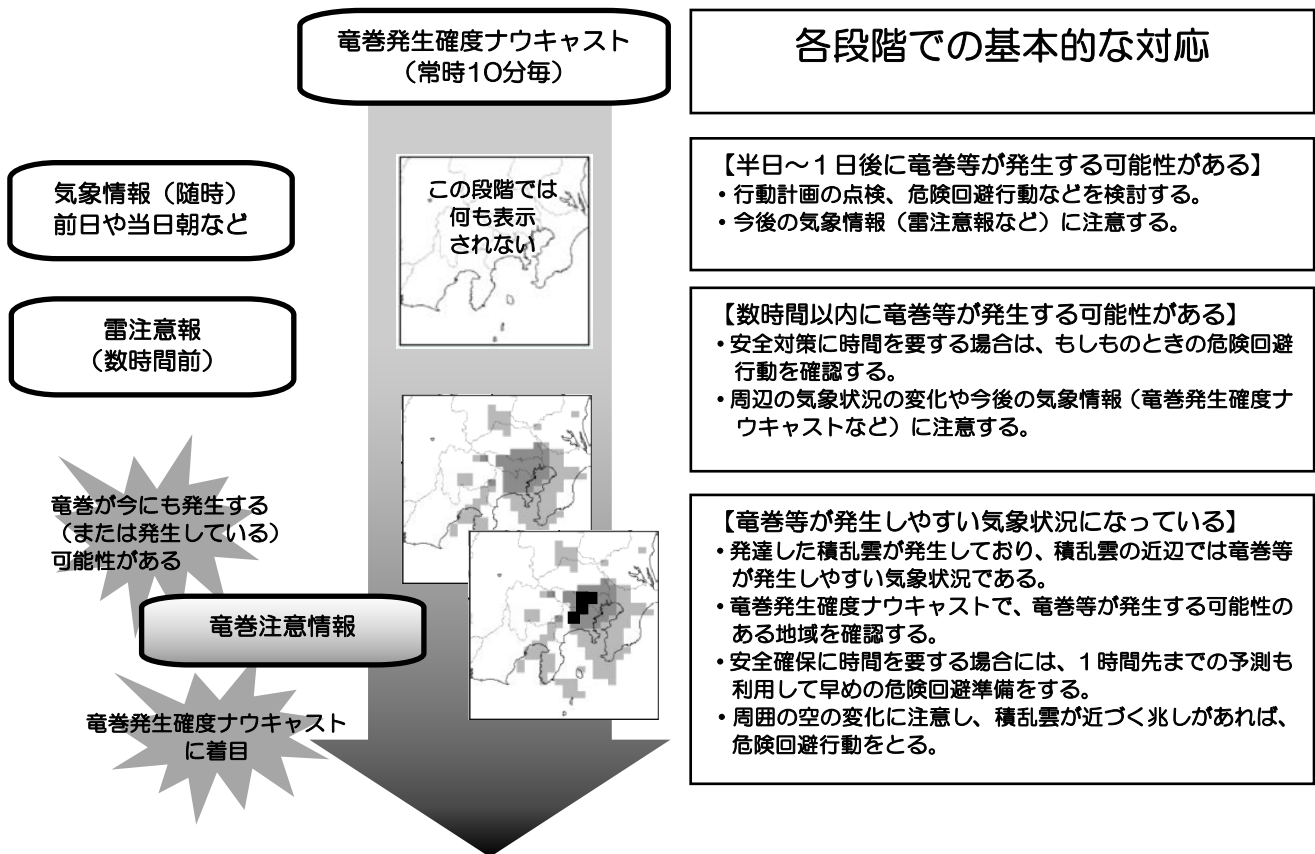 竜巻発生確度ナウキャスト
（常時10分毎）
各段階での基本的な対応
気象情報（随時）
前日や当日朝など
この段階では
何も表示
されない
【半日～１日後に竜巻等が発生する可能性がある】
・行動計画の点検、危険回避行動などを検討する。
・今後の気象情報（雷注意報など）に注意する。
雷注意報
（数時間前）
【数時間以内に竜巻等が発生する可能性がある】
・安全対策に時間を要する場合は、もしものときの危険回避
行動を確認する。
・周辺の気象状況の変化や今後の気象情報（竜巻発生確度ナ
ウキャストなど）に注意する。
竜巻が今にも発生する
（または発生している）
可能性がある
竜巻注意情報
竜巻発生確度ナウキャスト
に着目
【竜巻等が発生しやすい気象状況になっている】
・発達した積乱雲が発生しており、積乱雲の近辺では竜巻等
が発生しやすい気象状況である。
・竜巻発生確度ナウキャストで、竜巻等が発生する可能性の
ある地域を確認する。
・安全確保に時間を要する場合には、１時間先までの予測も
利用して早めの危険回避準備をする。
・周囲の空の変化に注意し、積乱雲が近づく兆しがあれば、
危険回避行動をとる。